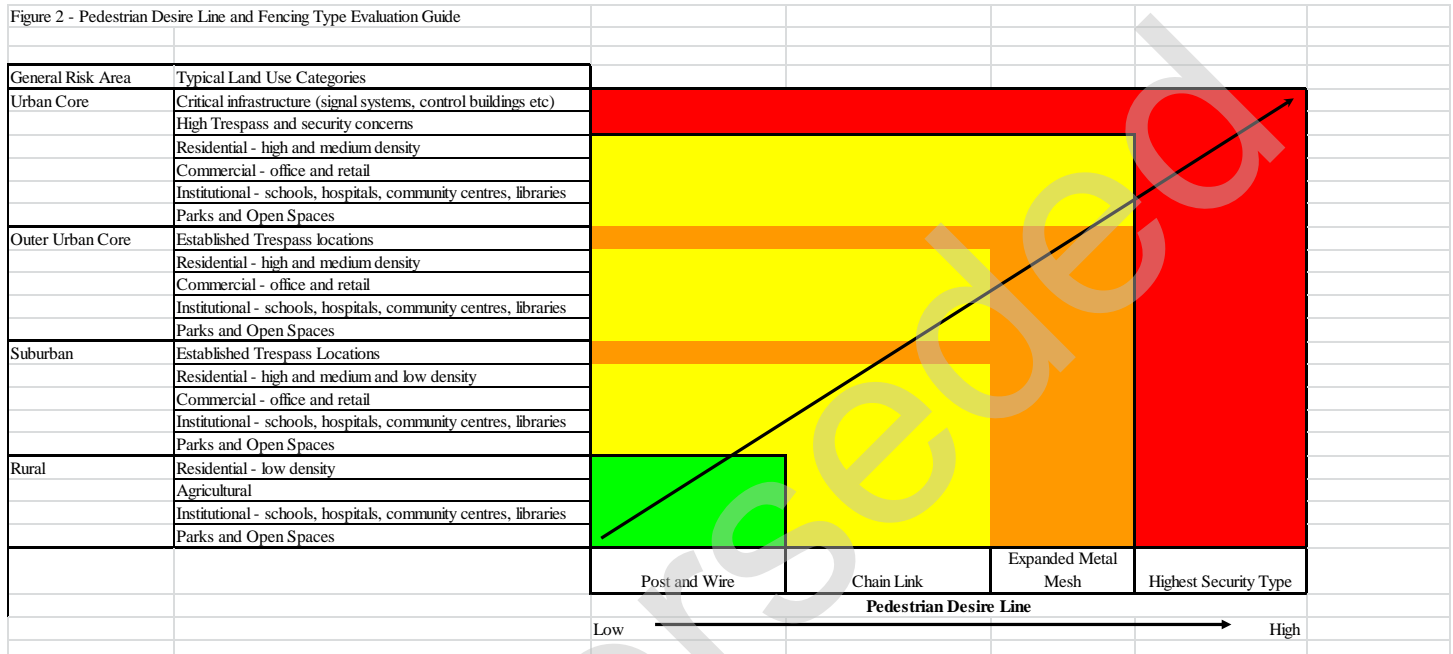 Figure 2 - Pedestrian Desire Line and Fencing Type Evaluation Guide
General Risk Area Typical Land Use Categories
Urban Core Critical infrastructure (signal systems, control buildings etc)
High Trespass and security concerns
Residential - high and medium density
Commercial - office and retail
Institutional - schools, hospitals, community centres, libraries
Parks and Open Spaces
Outer Urban Core Established Trespass locations
Residential - high and medium density
Commercial - office and retail
Institutional - schools, hospitals, community centres, libraries
Parks and Open Spaces
Suburban Established Trespass Locations
Residential - high and medium and low density
Commercial - office and retail
Institutional - schools, hospitals, community centres, libraries
Parks and Open Spaces
Rural Residential - low density
Agricultural
Institutional - schools, hospitals, community centres, libraries
Parks and Open Spaces
Expanded Metal
Post and Wire Chain Link Mesh Highest Security Type
Pedestrian Desire Line
Low High
erseded